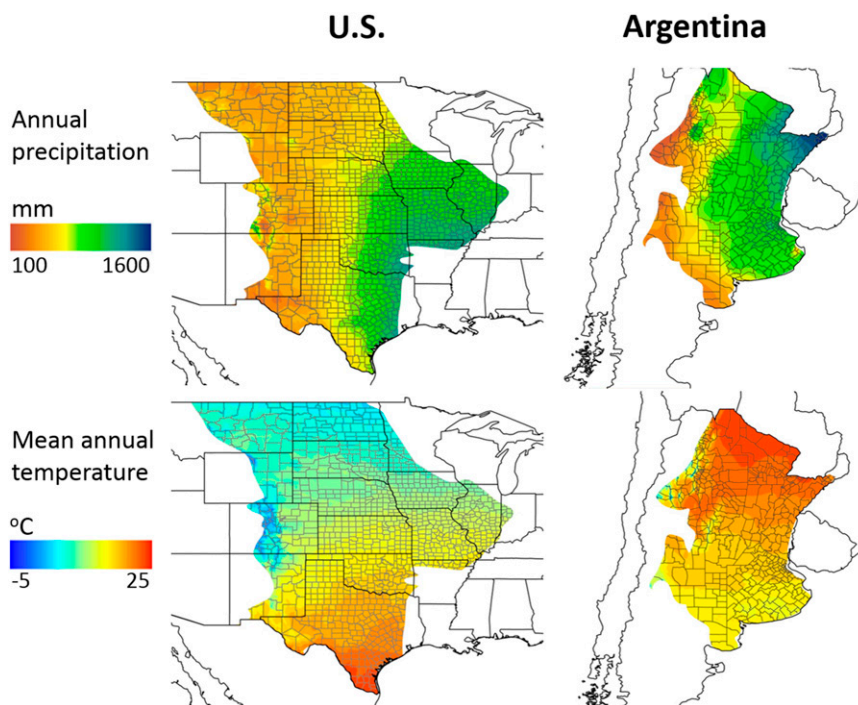 U.S.
Argentina
Annual
precipitation
mm
100 1600
Mean annual
temperature
ºC
-5 25